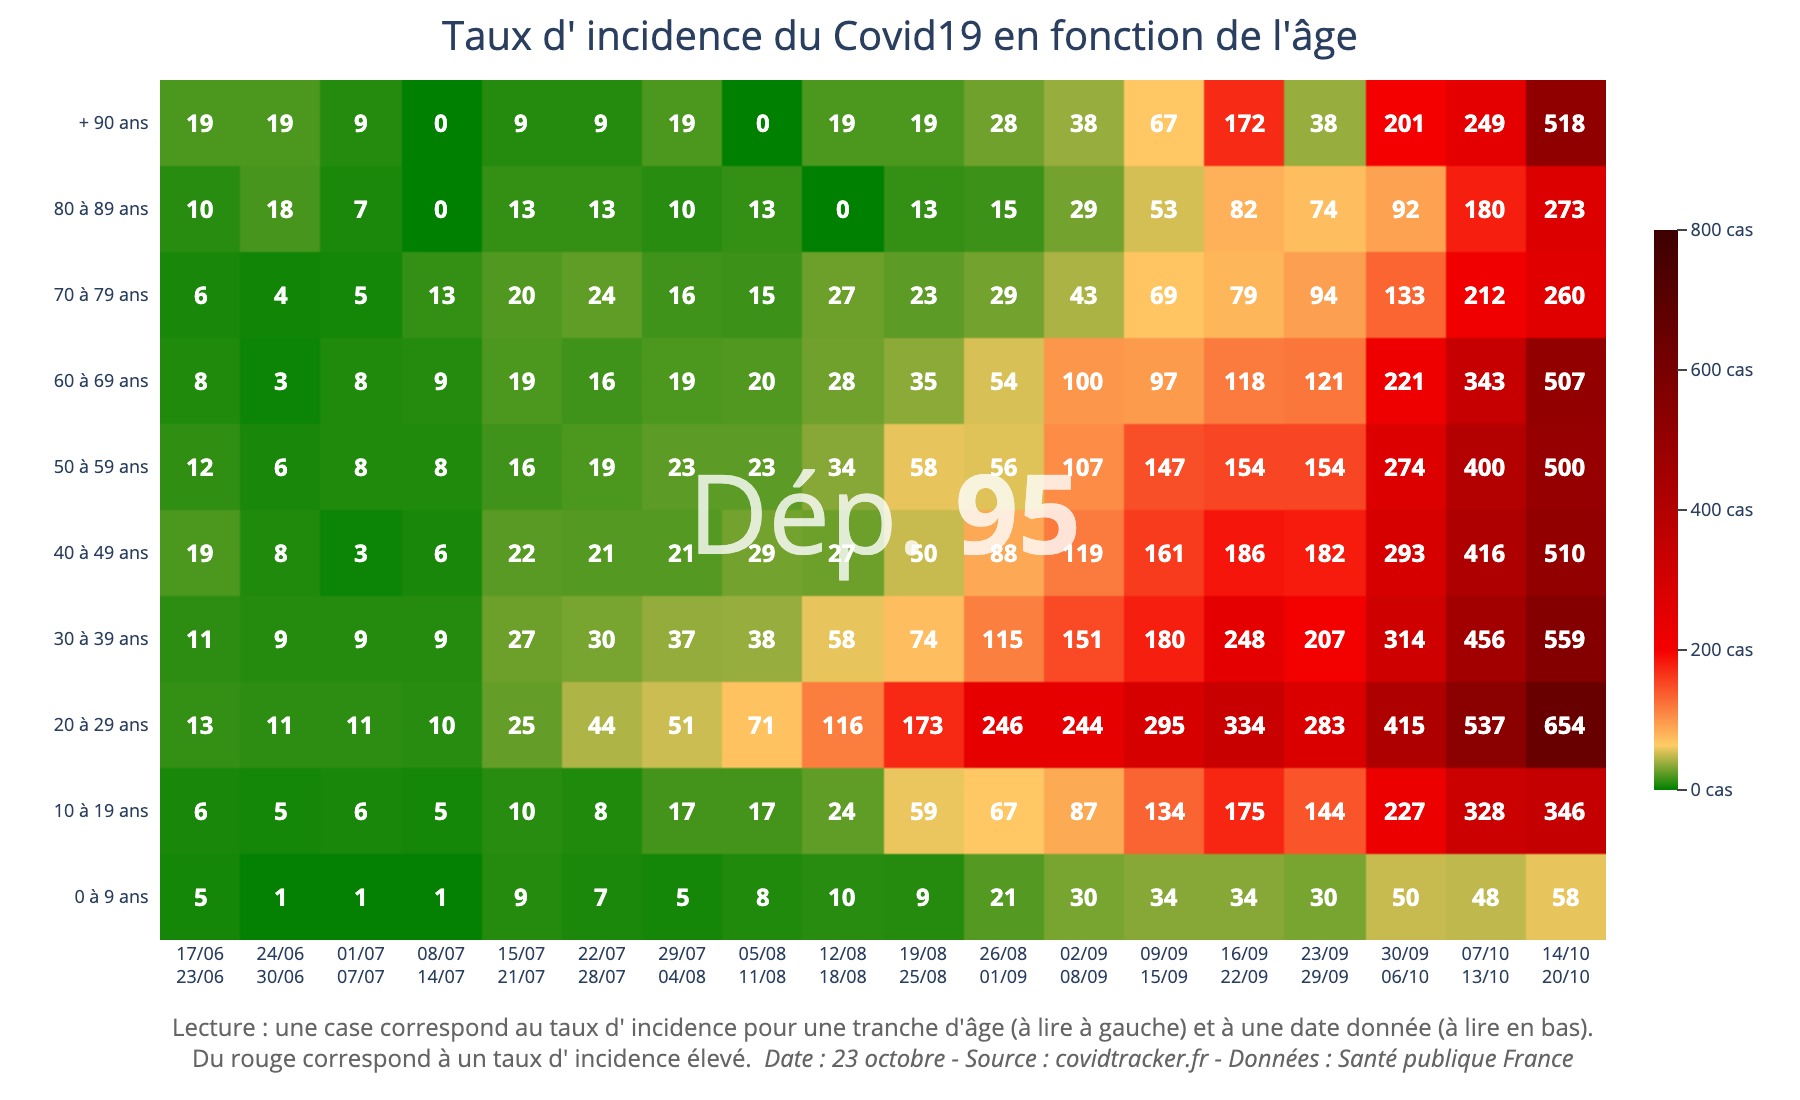 Taux d' incidence du Covid19 en fonction de l'âge
+ 90 ans 19 19 9 0 9 9 19 0 19 19 28 38 67 172 38 201 249 518
80 à 89 ans 10 18 7 0 13 13 10 13 0 13 15 29 53 82 74 92 180 273
70 à 79 ans 6 4 5 13 20 24 16 15 27 23 29 43 69 79 94 133 212 260
60 à 69 ans 8 3 8 9 19 16 19 20 28 35 54 100 97 118 121 221 343 507
50 à 59 ans 12 6 8 8 16 19 23 23 34 58 56 107 147 154 154 274 400 500
Dép. 95
40 à 49 ans 19 8 3 6 22 21 21 29 27 50 88 119 161 186 182 293 416 510
30 à 39 ans 11 9 9 9 27 30 37 38 58 74 115 151 180 248 207 314 456 559
20 à 29 ans 13 11 11 10 25 44 51 71 116 173 246 244 295 334 283 415 537 654
10 à 19 ans 6 5 6 5 10 8 17 17 24 59 67 87 134 175 144 227 328 346
0 à 9 ans 5 1 1 1 9 7 5 8 10 9 21 30 34 34 30 50 48 58
17/06 24/06 01/07 08/07 15/07 22/07 29/07 05/08 12/08 19/08 26/08 02/09 09/09 16/09 23/09 30/09 07/10 14/10
23/06 30/06 07/07 14/07 21/07 28/07 04/08 11/08 18/08 25/08 01/09 08/09 15/09 22/09 29/09 06/10 13/10 20/10
800 cas
600 cas
400 cas
200 cas
0 cas
Lecture : une case correspond au taux d' incidence pour une tranche d'âge (à lire à gauche) et à une date donnée (à lire en bas).
Du rouge correspond à un taux d' incidence élevé. Date : 23 octobre - Source : covidtracker.fr - Données : Santé publique France